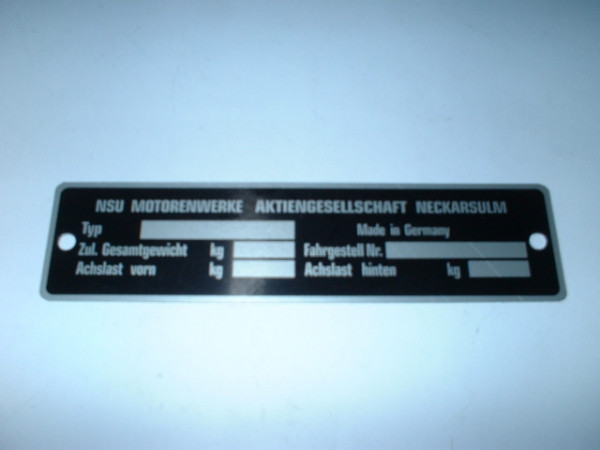 NSU MOTORENWERKE AKTIENGESELLSCHAFT NECKARSULM
Typ Made in Germany
Zul. Gesamtgewicht kg Fahrgestell Nr.
Achslast vorn kg Achslast hinten kg